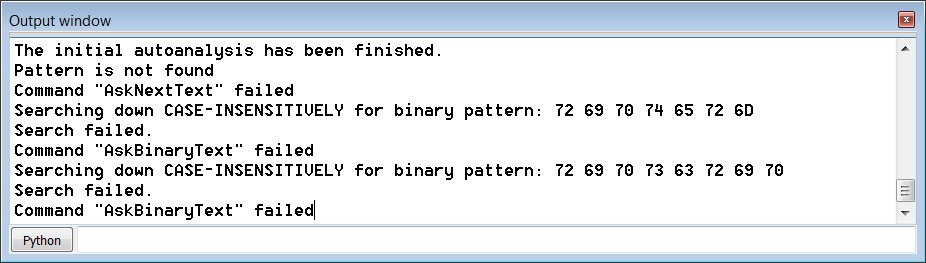 Output window
The initial autoanalysis has been finished.
Pattern is not found
Command "AskNextText" failed
Searching down CASE-INSENSITIVELY for binary pattern: 72 69 70 74 65 72 6D
Search failed.
Command "AskBinaryText" failed
Searching down CASE-INSENSITIVELY for binary pattern: 72 69 70 73 63 72 69 70
Search failed.
Command "AskBinaryText" failed
Python